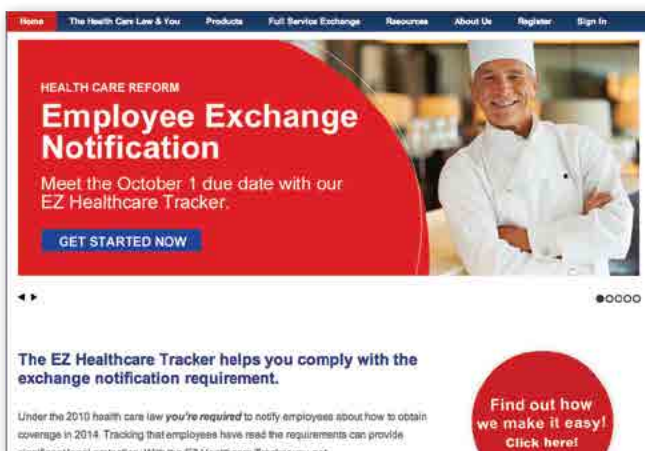 Home The Health Care Law & You Products Full Service Exchange Resources About Us Register Sign In
HEALTH CARE REFORM
Employee Exchange
Notification
Meet the October 1 due date with our
EZ Healthcare Tracker.
GET STARTED NOW
The EZ Healthcare Tracker helps you comply with the
exchange notification requirement.
Under the 2010 health care law you're required to notify employees about how to obtain
coverage in 2014. Tracking that employees have read the requirements can provide
Find out how
we make it easy!
Click here!